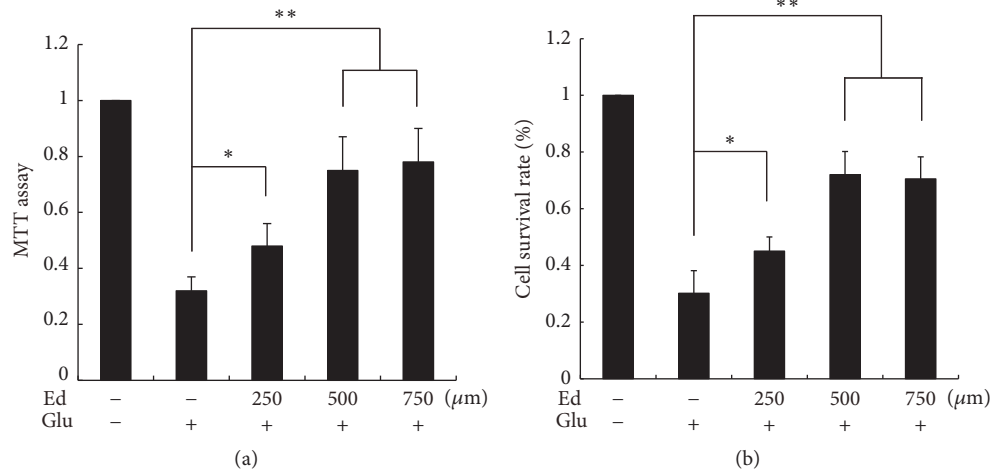 **
*
1.2
1
0.8
0.6
0.4
0.2
0
MTT assay
Ed − − 250 500 750 (μm)
Glu − + + + +
(a)
**
*
1.2
1
0.8
0.6
0.4
0.2
0
Cell survival rate (%)
Ed − − 250 500 750 (μm)
Glu − + + + +
(b)